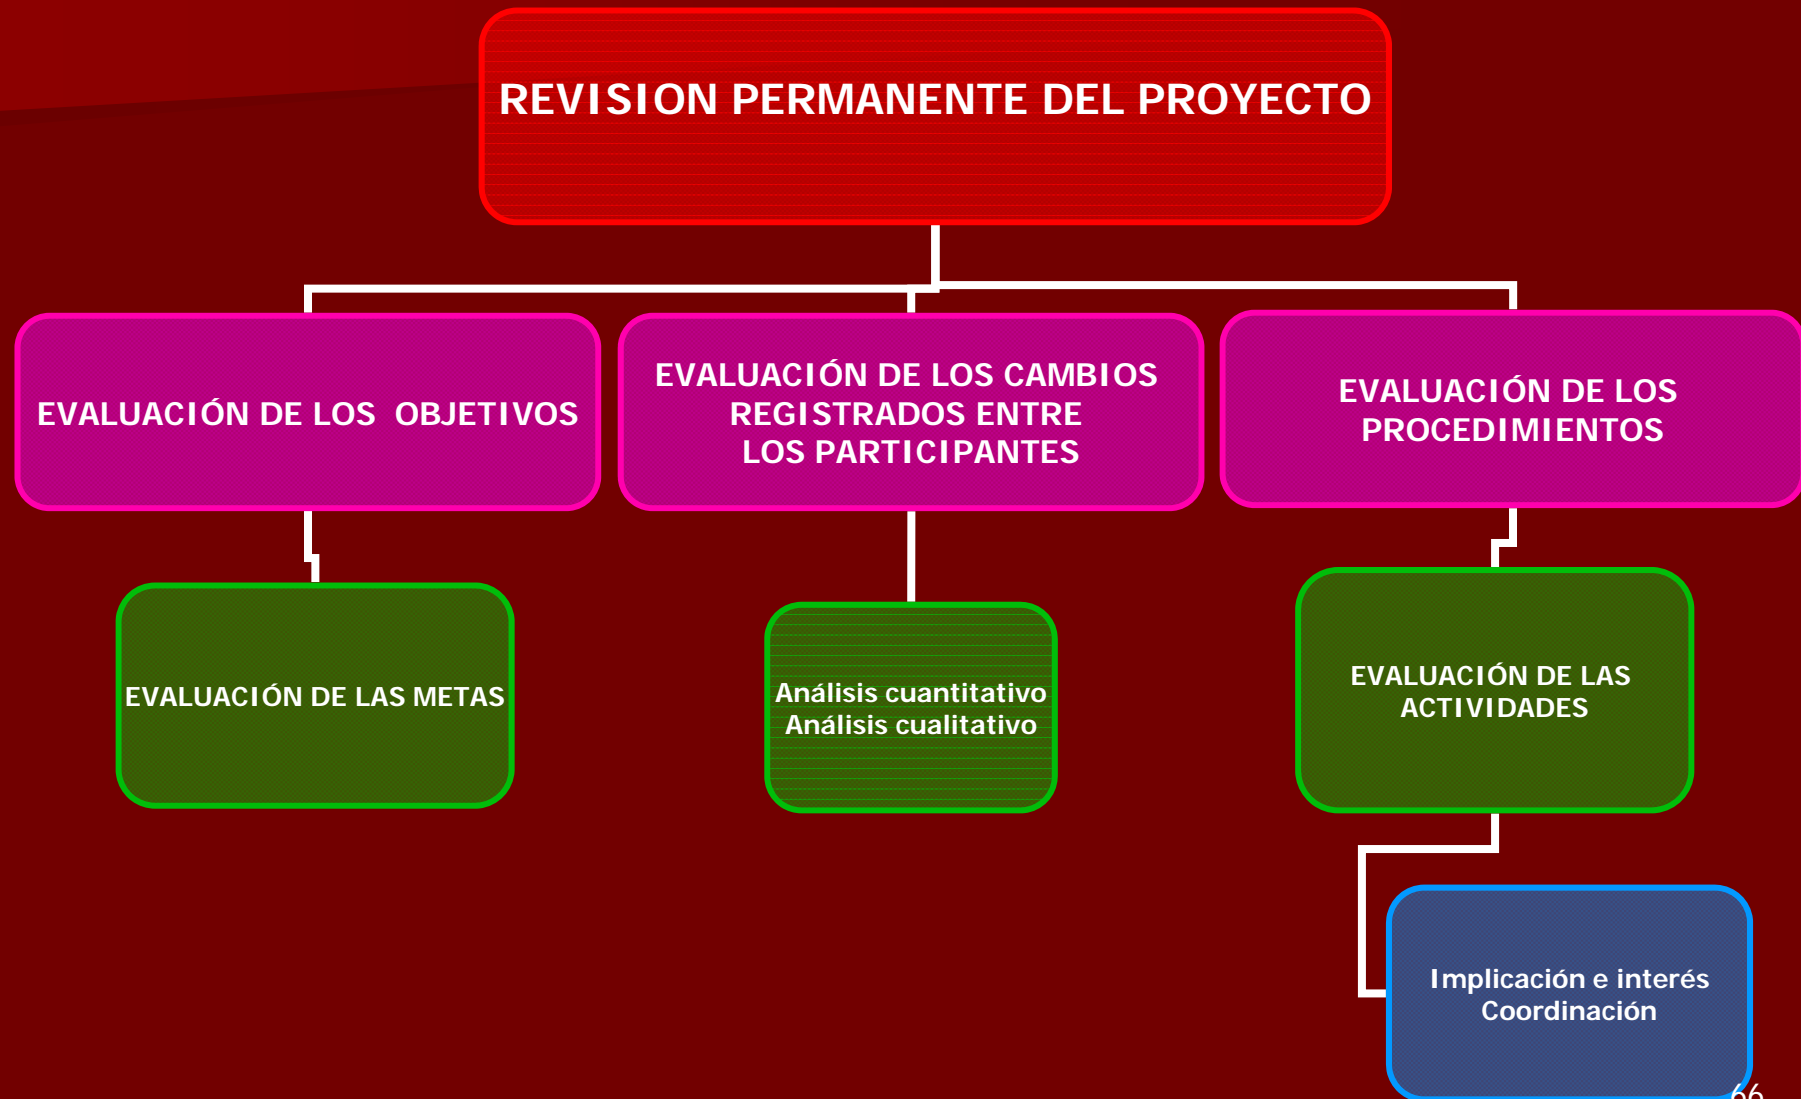 REVISION PERMANENTE DEL PROYECTO
EVALUACIÓN DE LOS OBJETIVOS
EVALUACIÓN DE LOS CAMBIOS
REGISTRADOS ENTRE
LOS PARTICIPANTES
EVALUACIÓN DE LOS
PROCEDIMIENTOS
EVALUACIÓN DE LAS METAS
Análisis cuantitativo
Análisis cualitativo
EVALUACIÓN DE LAS
ACTIVIDADES
Implicación e interés
Coordinación
66